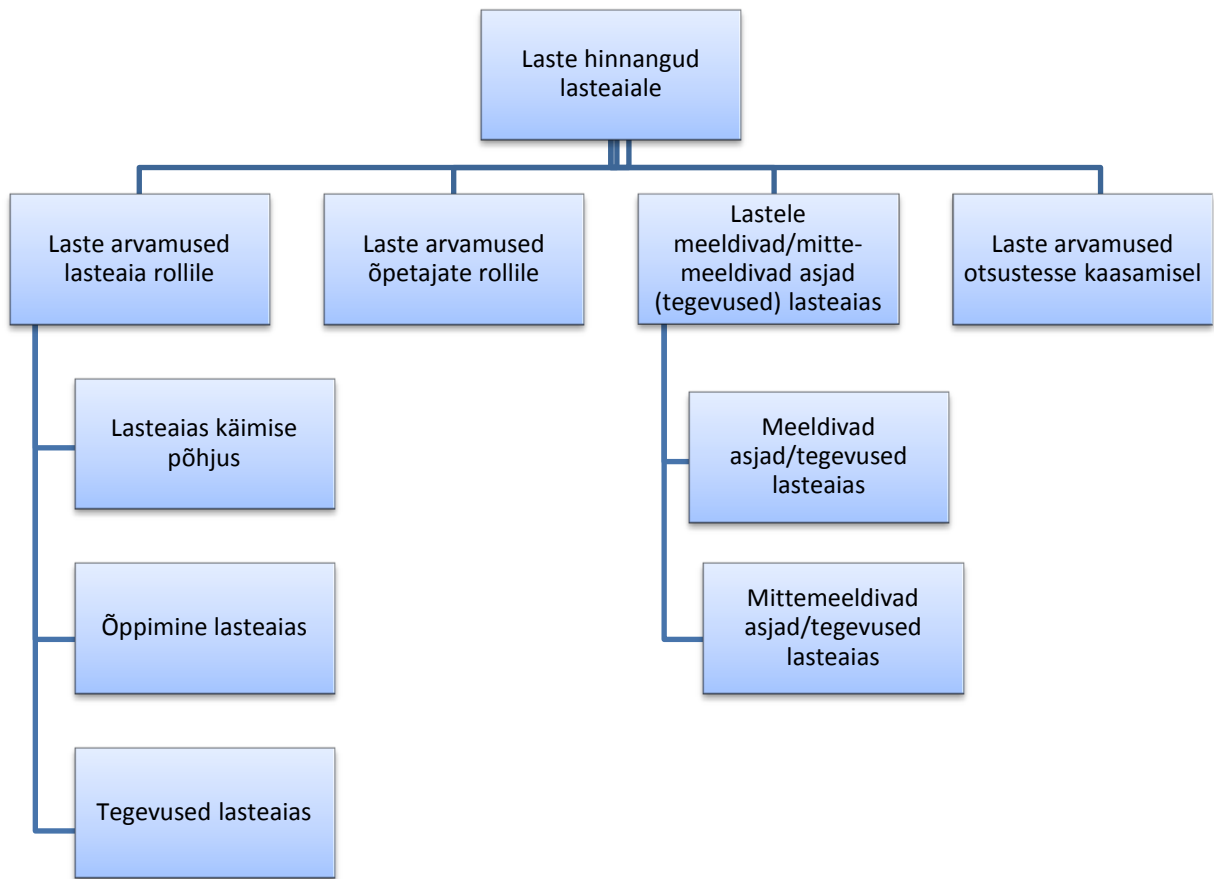 Laste hinnangud
lasteaiale
Laste arvamused
lasteaia rollile
Laste arvamused
õpetajate rollile
Lastele
meeldivad/mitte-
meeldivad asjad
(tegevused) lasteaias
Laste arvamused
otsustesse kaasamisel
Lasteaias käimise
põhjus
Õppimine lasteaias
Tegevused lasteaias
Meeldivad
asjad/tegevused
lasteaias
Mittemeeldivad
asjad/tegevused
lasteaias